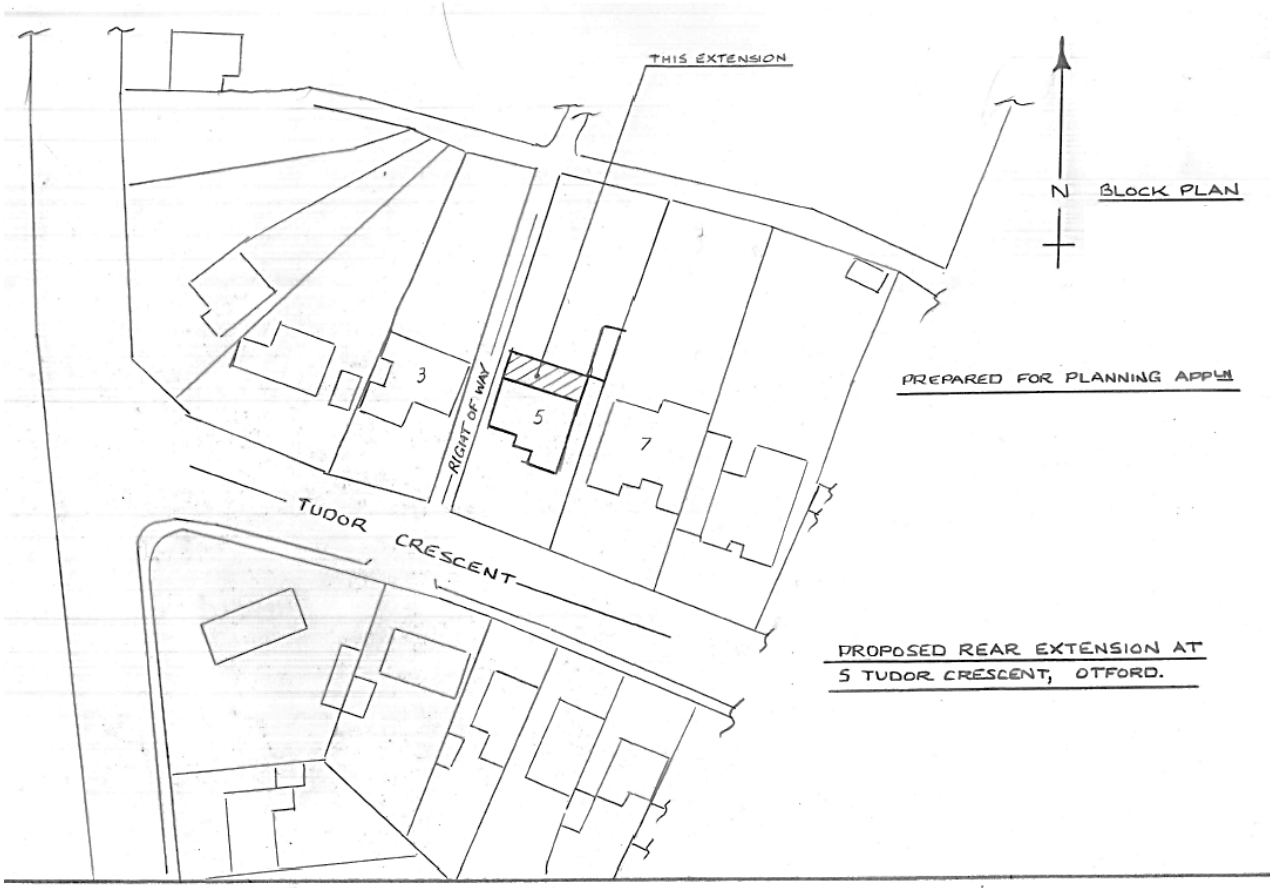 THIS EXTENSION
N BLOCK PLAN
PREPARED FOR PLANNING APPLN
3
RIGHT OF WAY
5
7
TUDOR CRESCENT
PROPOSED REAR EXTENSION AT
5 TUDOR CRESCENT, OTFORD.